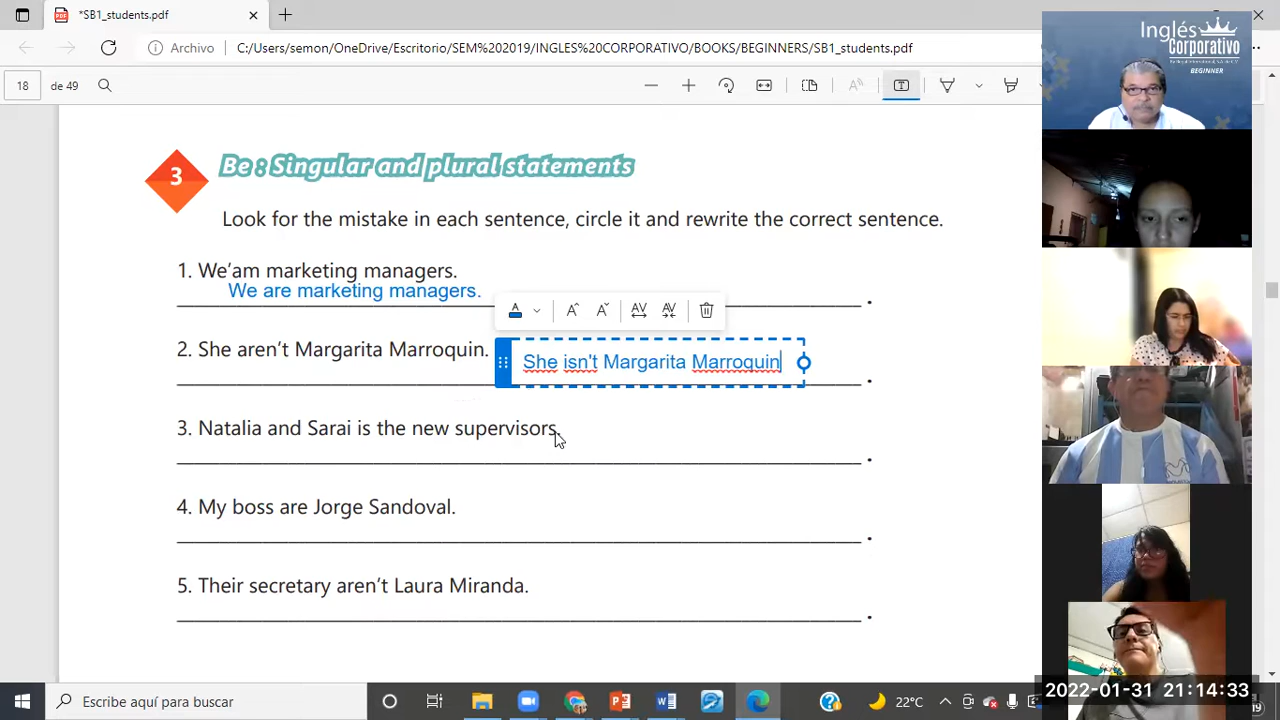 *SB1_students.pdf
Archivo
C:/Users/semon/OneDrive/Escritorio/SEM%202019/INGLES%20CORPORATIVO/BOOKS/BEGINNERS/SB1_students.pdf
18 de 49
3
Be : Singular and plural statements
Look for the mistake in each sentence, circle it and rewrite the correct sentence.
1. We'am marketing managers.
We are marketing managers.
2. She aren't Margarita Marroquin.
She isn't Margarita Marroquin
3. Natalia and Sarai is the new supervisors.
4. My boss are Jorge Sandoval.
5. Their secretary aren't Laura Miranda.
Inglés
Corporativo
BEGINNER
2022-01-31 21:14:33
Escribe aquí para buscar
22°C